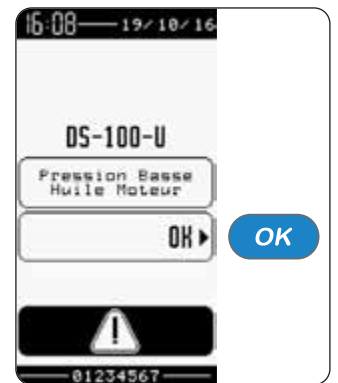 16:08 19/10/16
DS-100-U
Pression Basse
Huile Moteur
OK
OK
01234567